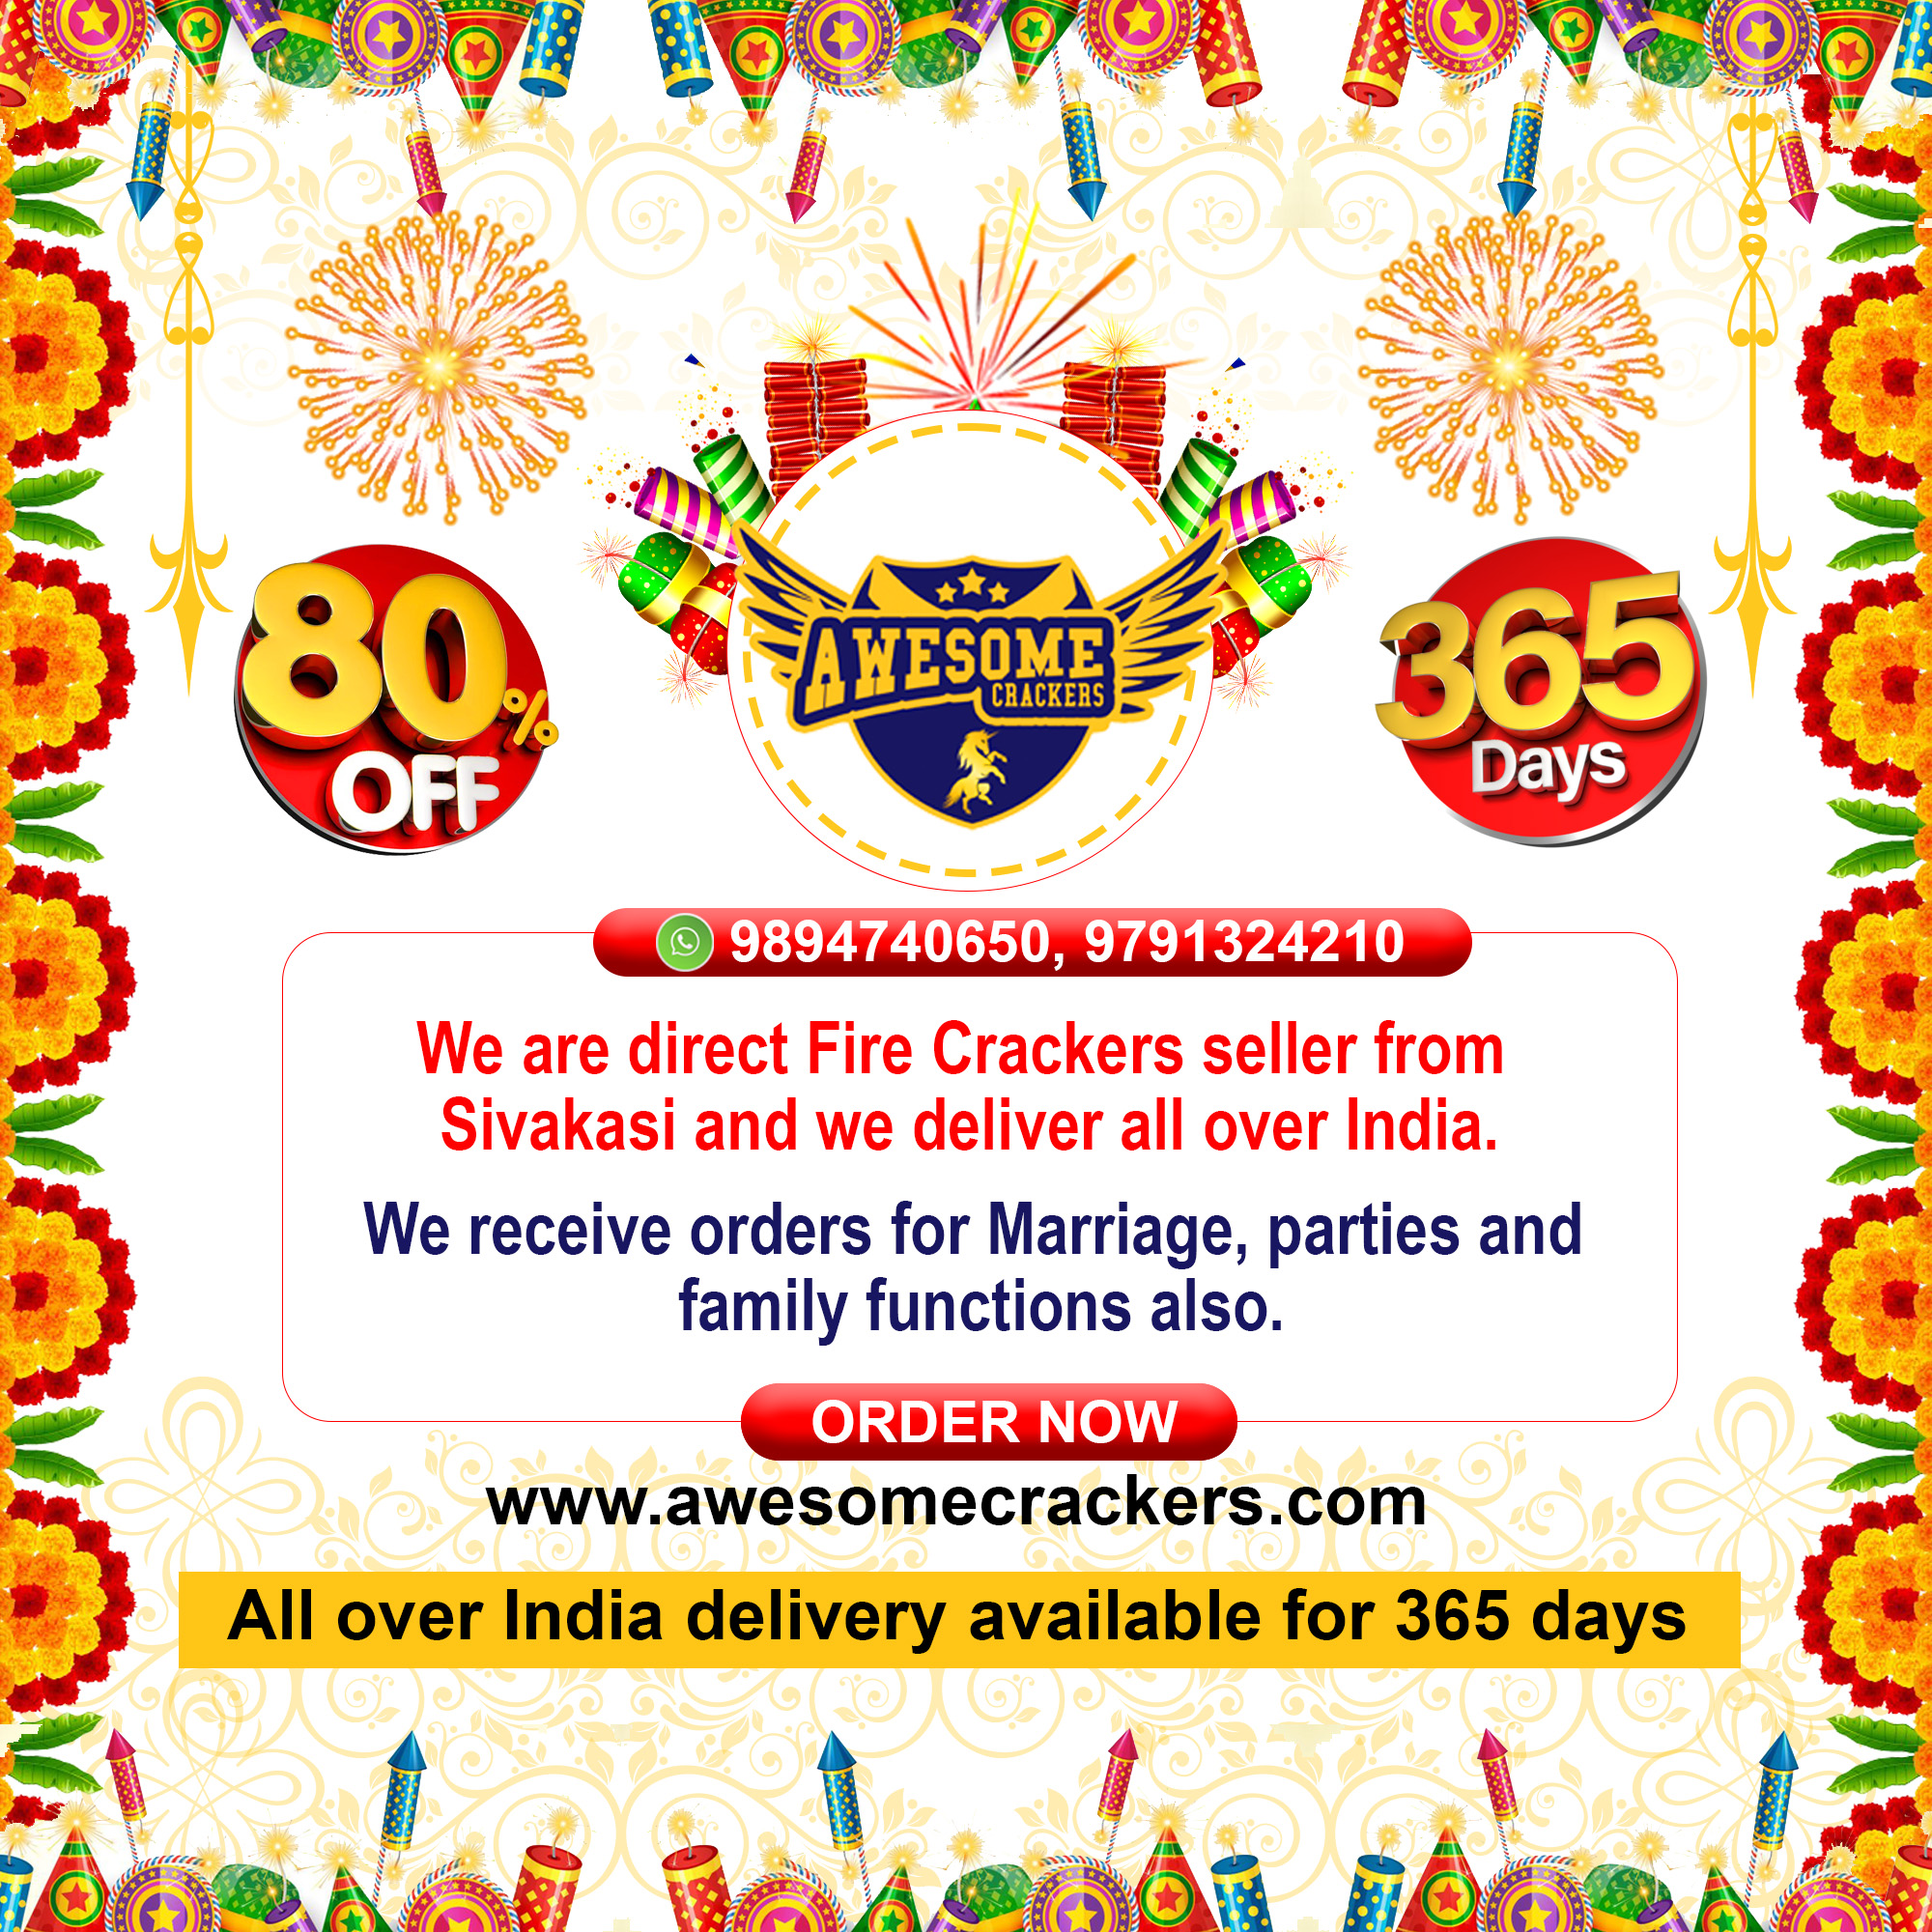 80%
OFF
AWESOME
CRACKERS
365
Days
9894740650, 9791324210
We are direct Fire Crackers seller from
Sivakasi and we deliver all over India.
We receive orders for Marriage, parties and
family functions also.
ORDER NOW
www.awesomecrackers.com
All over India delivery available for 365 days